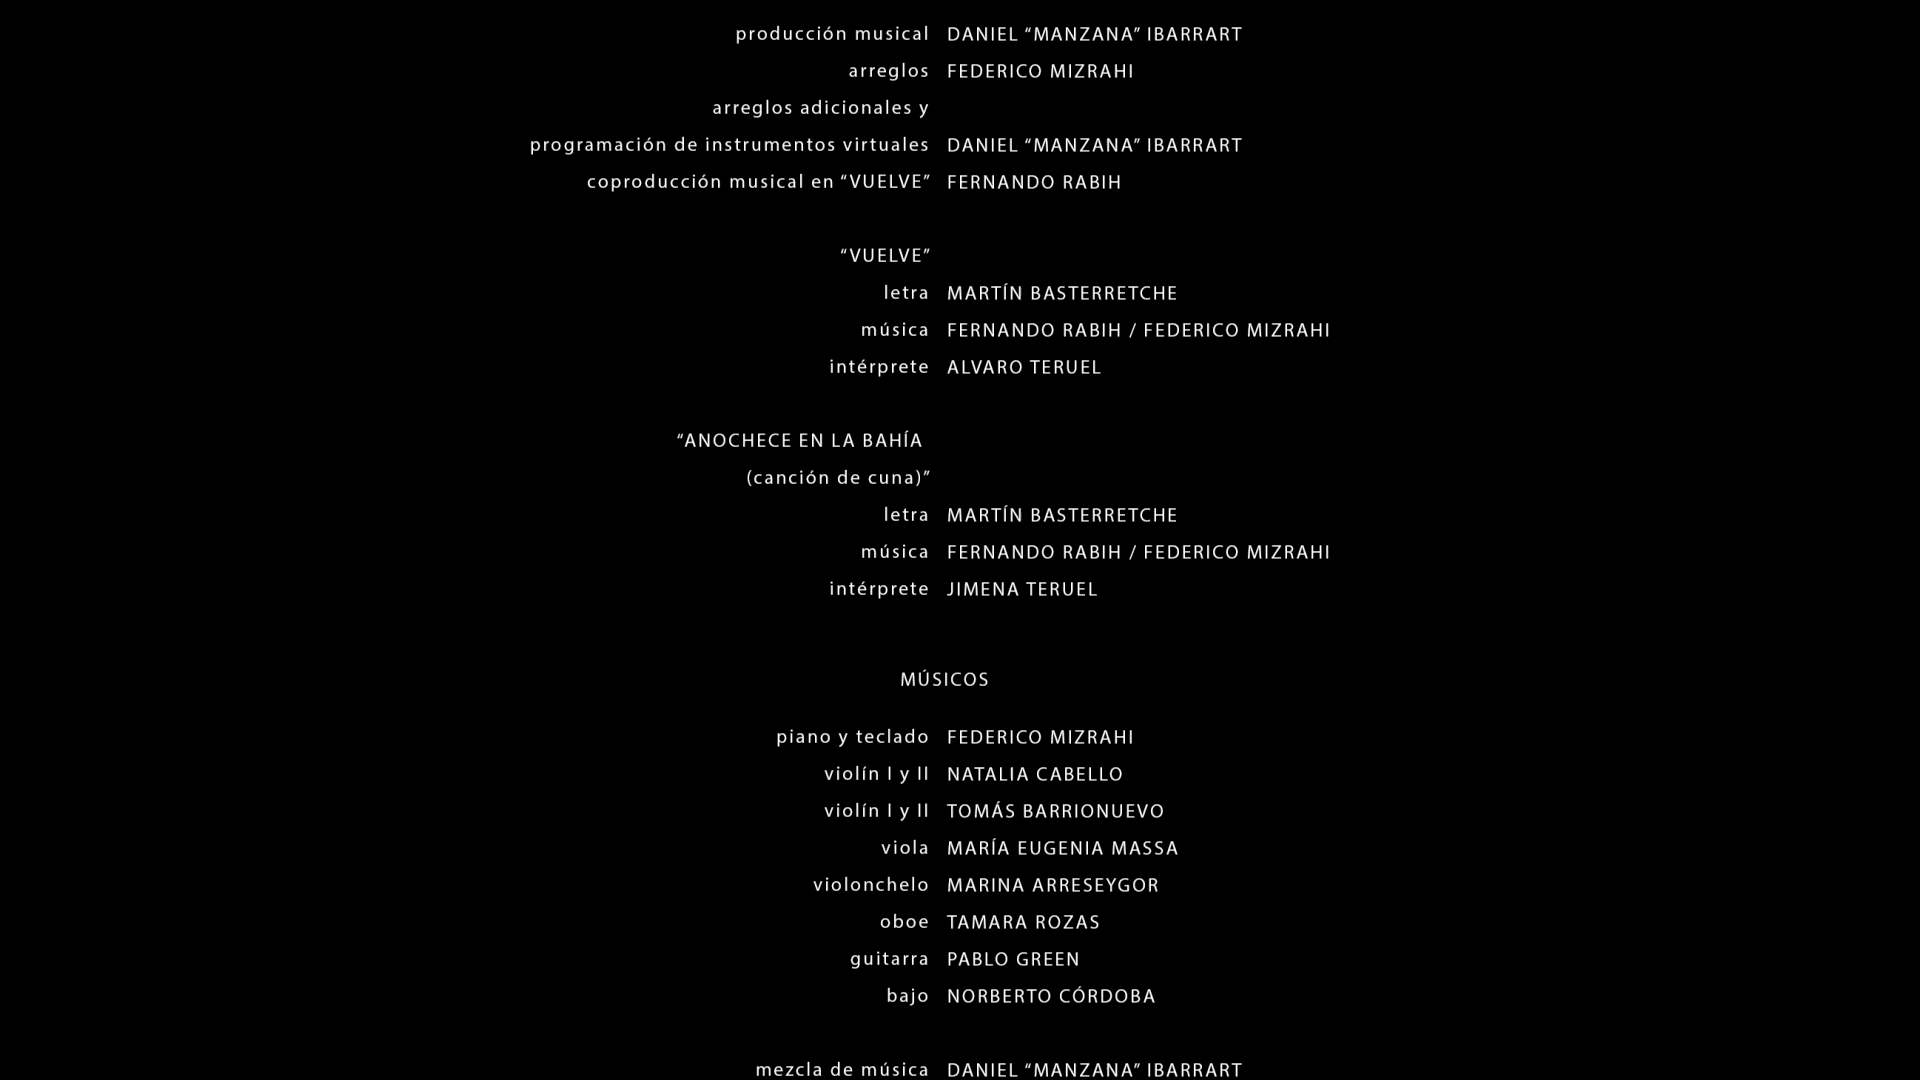 producción musical DANIEL “MANZANA” IBARRART
arreglos FEDERICO MIZRAHI
arreglos adicionales y
programación de instrumentos virtuales DANIEL “MANZANA” IBARRART
coproducción musical en “VUELVE” FERNANDO RABIH
“VUELVE”
letra MARTÍN BASTERRETCHE
música FERNANDO RABIH / FEDERICO MIZRAHI
intérprete ALVARO TERUEL
“ANOCHECE EN LA BAHÍA
(canción de cuna)”
letra MARTÍN BASTERRETCHE
música FERNANDO RABIH / FEDERICO MIZRAHI
intérprete JIMENA TERUEL
MÚSICOS
piano y teclado FEDERICO MIZRAHI
violín I y II NATALIA CABELLO
violín I y II TOMÁS BARRIONUEVO
viola MARÍA EUGENIA MASSA
violonchelo MARINA ARRESEYGOR
oboe TAMARA ROZAS
guitarra PABLO GREEN
bajo NORBERTO CÓRDOBA
mezcla de música DANIEL “MANZANA” IBARRART